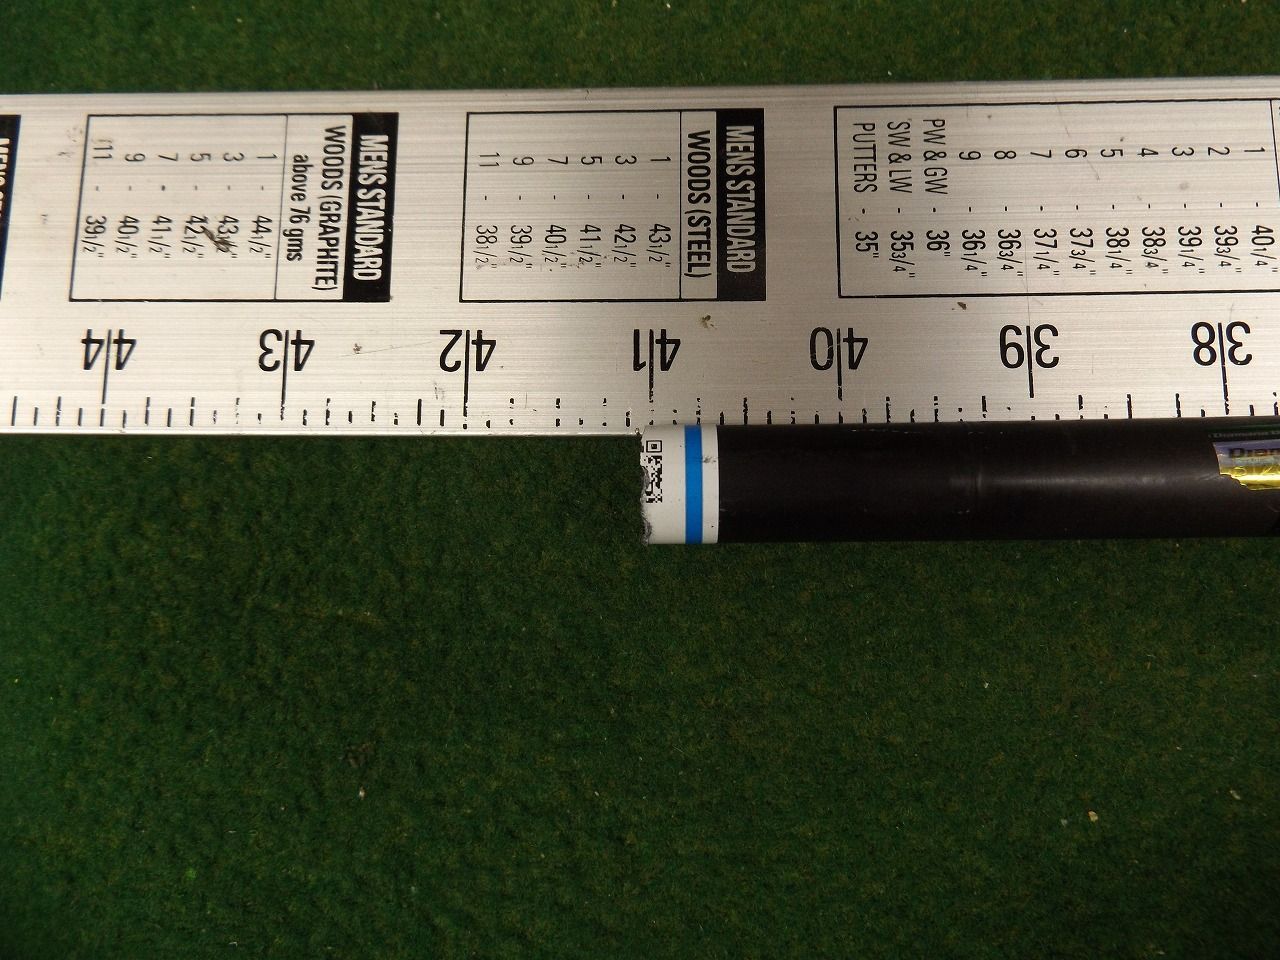 MENS STANDARD
WOODS (GRAPHITE)
above 76 gms
1 - 44 1/2"
3 - 43 1/2"
5 - 42 1/2"
7 - 41 1/2"
9 - 40 1/2"
11 - 39 1/2"
MENS STANDARD
WOODS (STEEL)
1 - 43 1/2"
3 - 42 1/2"
5 - 41 1/2"
7 - 40 1/2"
9 - 39 1/2"
11 - 38 1/2"
1 - 40 1/4"
2 - 39 3/4"
3 - 39 1/4"
4 - 38 3/4"
5 - 38 1/4"
6 - 37 3/4"
7 - 37 1/4"
8 - 36 3/4"
9 - 36 1/4"
PW & GW - 36"
SW & LW - 35 3/4"
PUTTERS - 35"
44 43 42 41 40 39 38